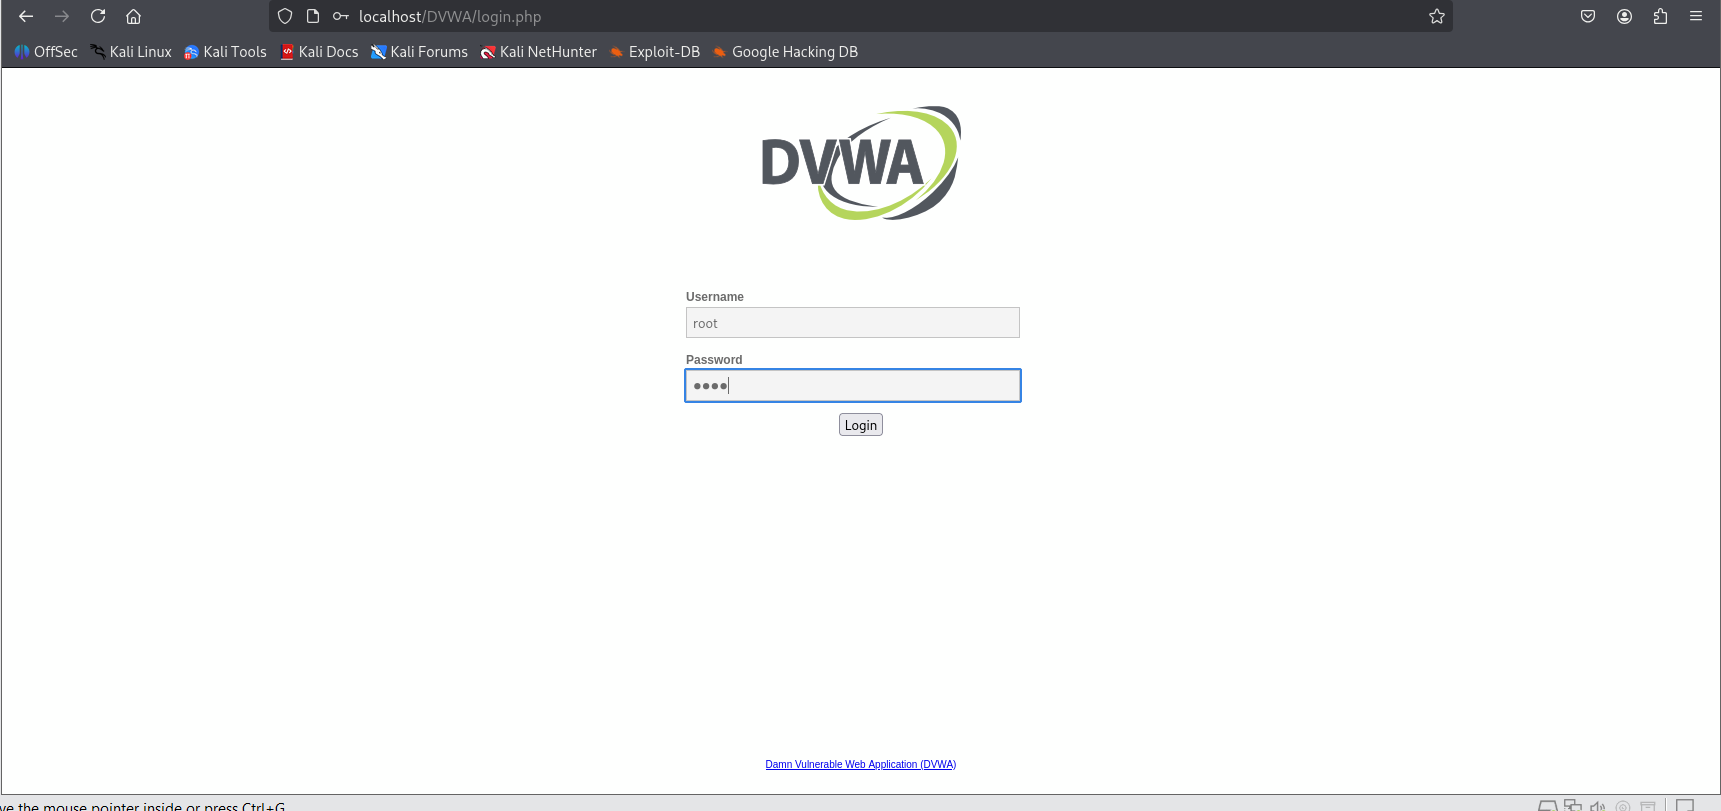 localhost/DVWA/login.php
OffSec Kali Linux Kali Tools Kali Docs Kali Forums Kali NetHunter Exploit-DB Google Hacking DB
DVWA
Username
root
Password
••••
Login
Damn Vulnerable Web Application (DVWA)
ve the mouse pointer inside or press Ctrl+G